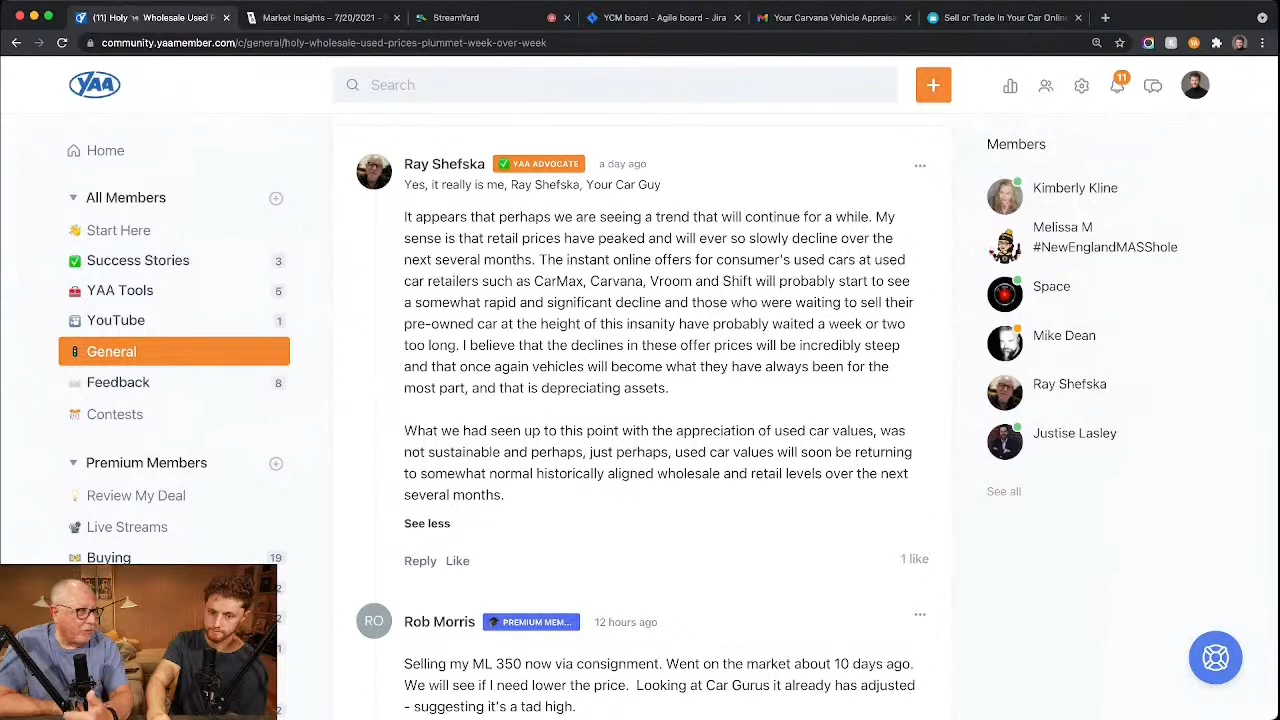 (11) Holy 🐄 Wholesale Used P
Market Insights – 7/20/2021 –
StreamYard
YCM board - Agile board - Jira
Your Carvana Vehicle Appraisa
Sell or Trade In Your Car Online
community.yaamember.com/c/general/holy-wholesale-used-prices-plummet-week-over-week
YAA
Search
11
Home
All Members
Start Here
Success Stories 3
YAA Tools 5
YouTube 1
General
Feedback 8
Contests
Premium Members
Review My Deal
Live Streams
Buying 19
Ray Shefska ✅ YAA ADVOCATE a day ago
Yes, it really is me, Ray Shefska, Your Car Guy
It appears that perhaps we are seeing a trend that will continue for a while. My
sense is that retail prices have peaked and will ever so slowly decline over the
next several months. The instant online offers for consumer's used cars at used
car retailers such as CarMax, Carvana, Vroom and Shift will probably start to see
a somewhat rapid and significant decline and those who were waiting to sell their
pre-owned car at the height of this insanity have probably waited a week or two
too long. I believe that the declines in these offer prices will be incredibly steep
and that once again vehicles will become what they have always been for the
most part, and that is depreciating assets.
What we had seen up to this point with the appreciation of used car values, was
not sustainable and perhaps, just perhaps, used car values will soon be returning
to somewhat normal historically aligned wholesale and retail levels over the next
several months.
See less
Reply Like 1 like
RO
Rob Morris 🎓 PREMIUM MEM... 12 hours ago
Selling my ML 350 now via consignment. Went on the market about 10 days ago.
We will see if I need lower the price. Looking at Car Gurus it already has adjusted
- suggesting it's a tad high.
Members
Kimberly Kline
Melissa M
#NewEnglandMASShole
Space
Mike Dean
Ray Shefska
Justise Lasley
See all